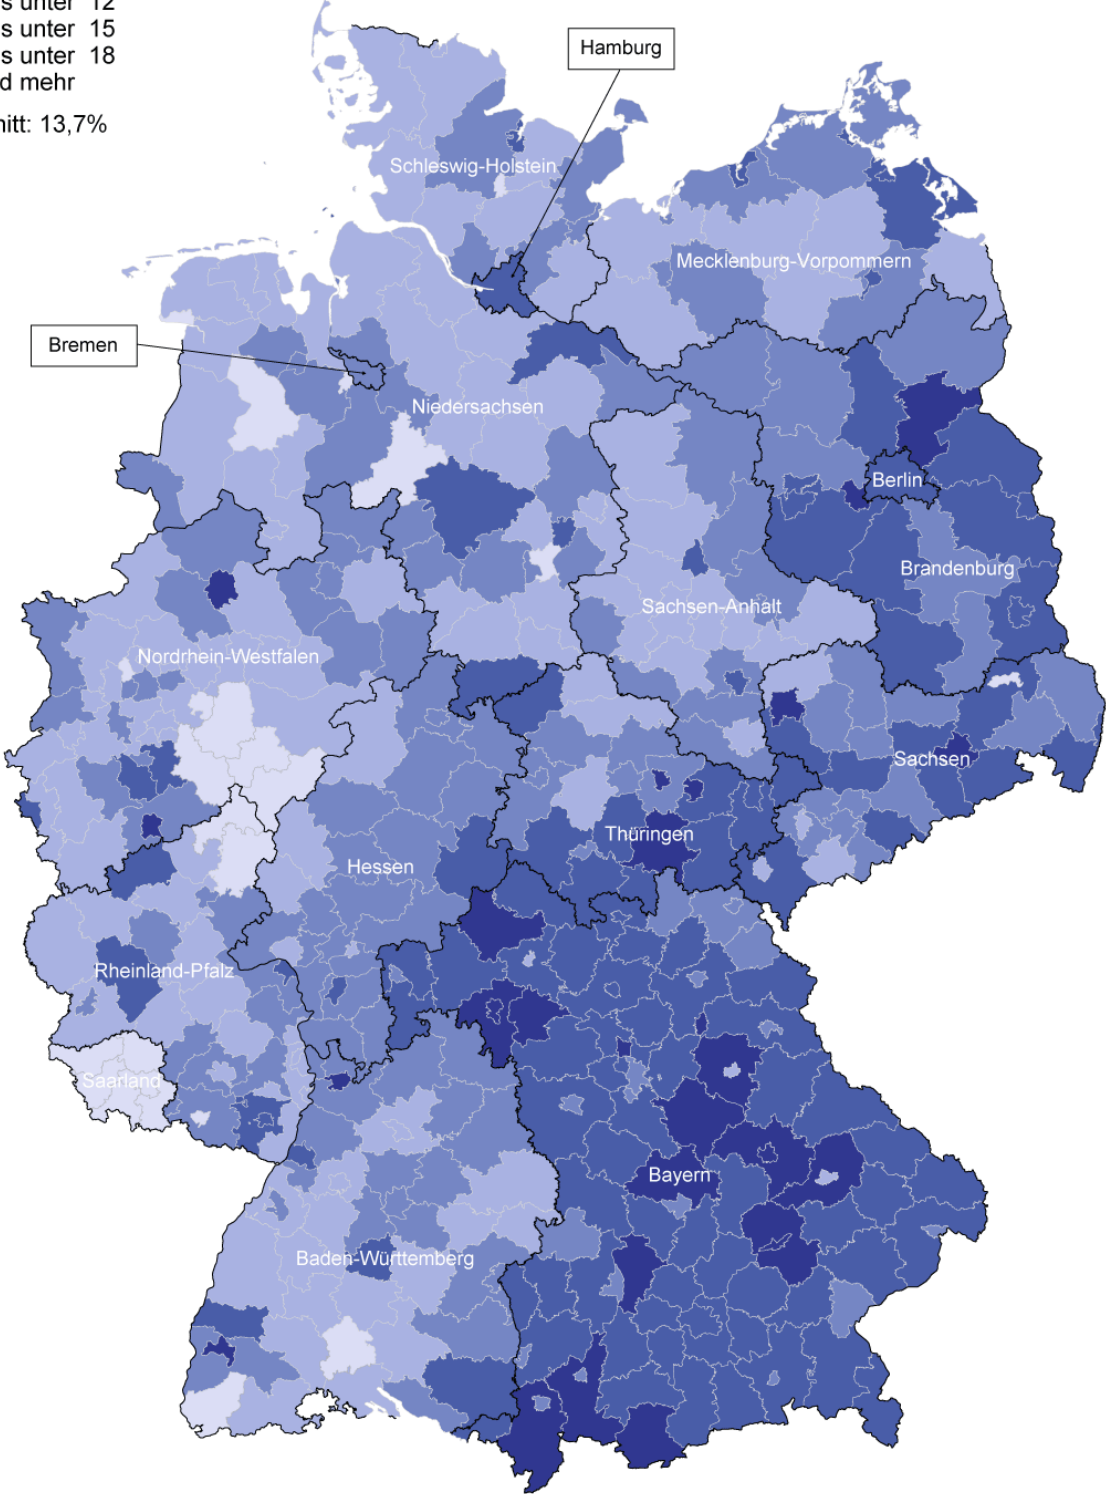 s unter 12
s unter 15
s unter 18
d mehr
nitt: 13,7%
Hamburg
Schleswig-Holstein
Mecklenburg-Vorpommern
Bremen
Niedersachsen
Berlin
Brandenburg
Sachsen-Anhalt
Nordrhein-Westfalen
Sachsen
Thüringen
Hessen
Rheinland-Pfalz
Saarland
Bayern
Baden-Württemberg